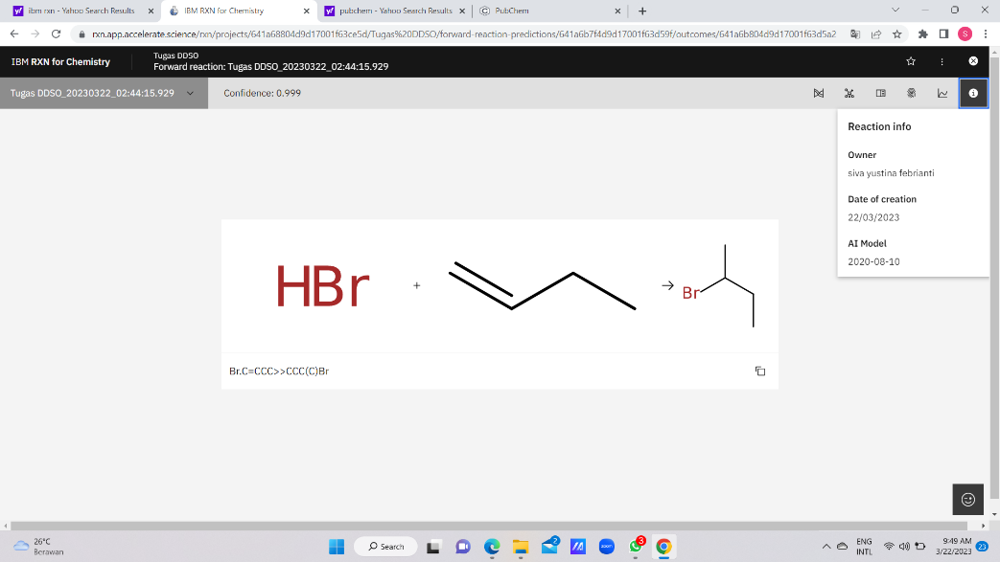 ibm rxn - Yahoo Search Results
IBM RXN for Chemistry
pubchem - Yahoo Search Results
PubChem
rxn.app.accelerate.science/rxn/projects/641a68804d9d17001f63ce5d/Tugas%20DDSO/forward-reaction-predictions/641a6b7f4d9d17001f63d59f/outcomes/641a6b804d9d17001f63d5a2
S
IBM RXN for Chemistry
Tugas DDSO
Forward reaction: Tugas DDSO_20230322_02:44:15.929
Tugas DDSO_20230322_02:44:15.929
Confidence: 0.999
Reaction info
Owner
siva yustina febrianti
Date of creation
22/03/2023
AI Model
2020-08-10
HBr
+
Br
Br.C=CCC>>CCC(C)Br
26°C
Berawan
Search
2
zoom
3
ENG
INTL
9:49 AM
3/22/2023
23